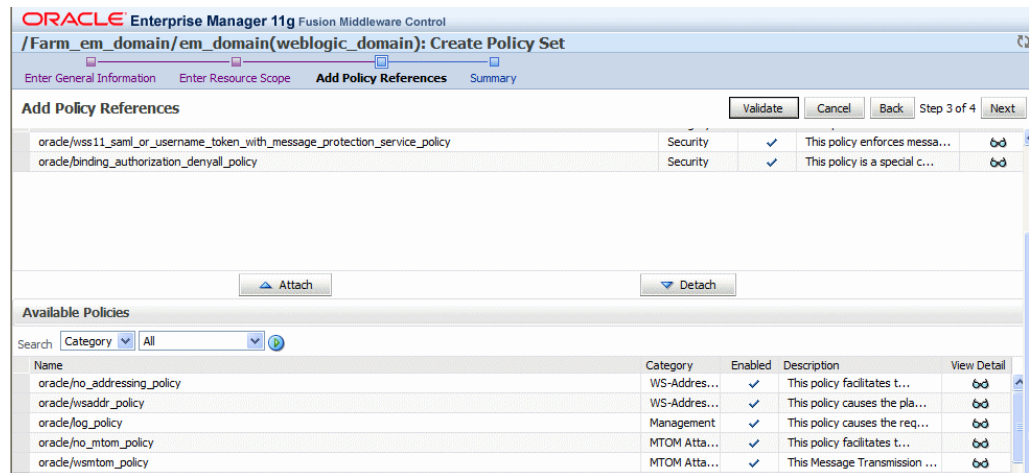 ORACLE Enterprise Manager 11g Fusion Middleware Control
/Farm_em_domain/em_domain(weblogic_domain): Create Policy Set
Enter General Information Enter Resource Scope Add Policy References Summary
Add Policy References Validate Cancel Back Step 3 of 4 Next
oracle/wss11_saml_or_username_token_with_message_protection_service_policy Security This policy enforces messa...
oracle/binding_authorization_denyall_policy Security This policy is a special c...
Attach Detach
Available Policies
Search Category All
Name Category Enabled Description View Detail
oracle/no_addressing_policy WS-Addres... This policy facilitates t...
oracle/wsaddr_policy WS-Addres... This policy causes the pla...
oracle/log_policy Management This policy causes the req...
oracle/no_mtom_policy MTOM Atta... This policy facilitates t...
oracle/wsmtom_policy MTOM Atta... This Message Transmission ...